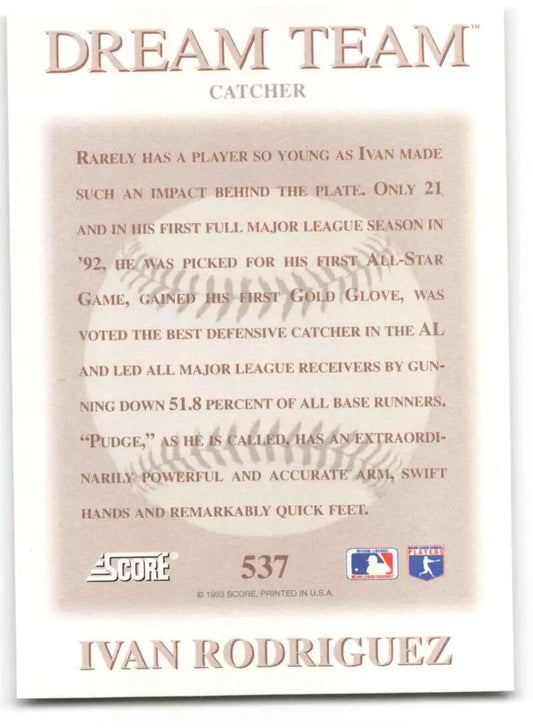 DREAM TEAM™
CATCHER
RARELY HAS A PLAYER SO YOUNG AS IVAN MADE
SUCH AN IMPACT BEHIND THE PLATE. ONLY 21
AND IN HIS FIRST FULL MAJOR LEAGUE SEASON IN
'92, HE WAS PICKED FOR HIS FIRST ALL-STAR
GAME, GAINED HIS FIRST GOLD GLOVE, WAS
VOTED THE BEST DEFENSIVE CATCHER IN THE AL
AND LED ALL MAJOR LEAGUE RECEIVERS BY GUN-
NING DOWN 51.8 PERCENT OF ALL BASE RUNNERS.
"PUDGE," AS HE IS CALLED, HAS AN EXTRAORDI-
NARILY POWERFUL AND ACCURATE ARM, SWIFT
HANDS AND REMARKABLY QUICK FEET.
SCORE®
537
PLAYERS
© 1993 SCORE, PRINTED IN U.S.A.
IVAN RODRIGUEZ